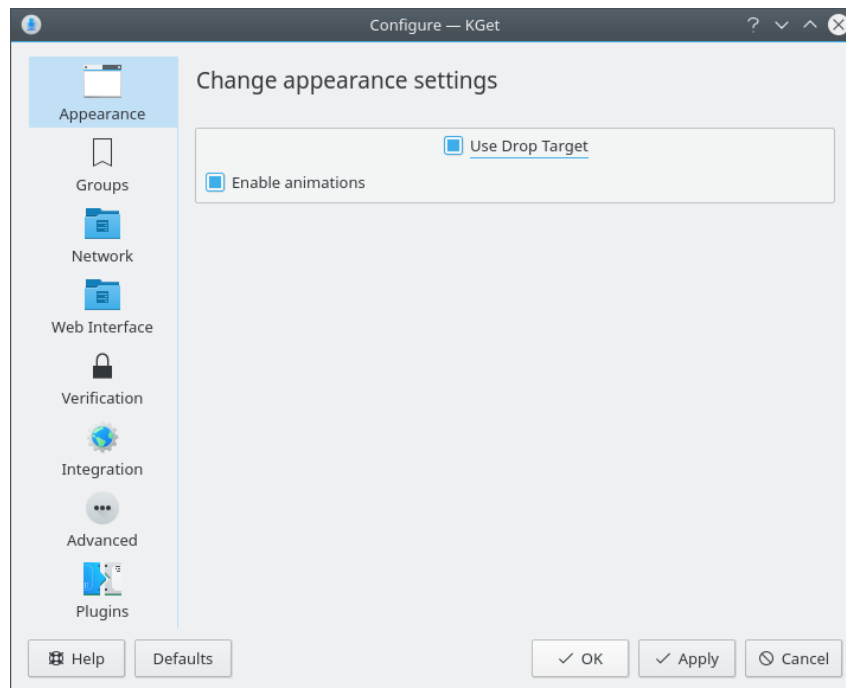 Configure — KGet
Appearance
Groups
Network
Web Interface
Verification
Integration
Advanced
Plugins
Change appearance settings
Use Drop Target
Enable animations
Help
Defaults
OK
Apply
Cancel